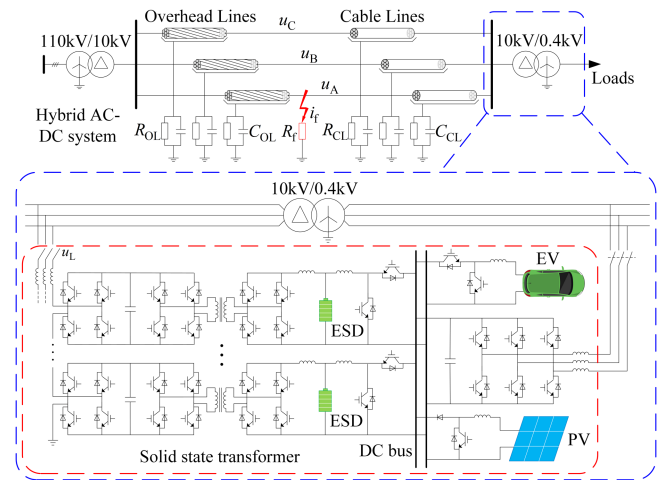 Overhead Lines
u_C
Cable Lines
110kV/10kV
10kV/0.4kV
u_B
Loads
u_A
Hybrid AC-
DC system
R_OL
C_OL
R_f
i_f
R_CL
C_CL
10kV/0.4kV
u_L
EV
ESD
ESD
PV
Solid state transformer
DC bus